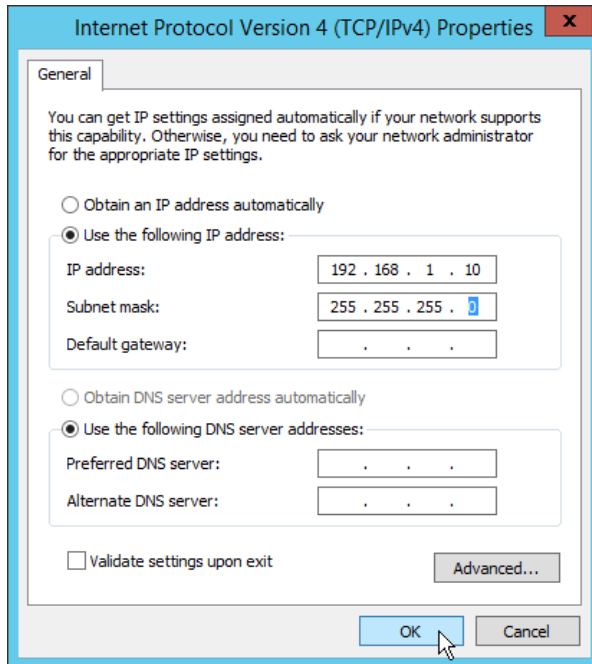 Internet Protocol Version 4 (TCP/IPv4) Properties
x
General
You can get IP settings assigned automatically if your network supports
this capability. Otherwise, you need to ask your network administrator
for the appropriate IP settings.
Obtain an IP address automatically
Use the following IP address:
IP address: 192 . 168 . 1 . 10
Subnet mask: 255 . 255 . 255 . 0
Default gateway: . . .
Obtain DNS server address automatically
Use the following DNS server addresses:
Preferred DNS server: . . .
Alternate DNS server: . . .
Validate settings upon exit
Advanced...
OK Cancel